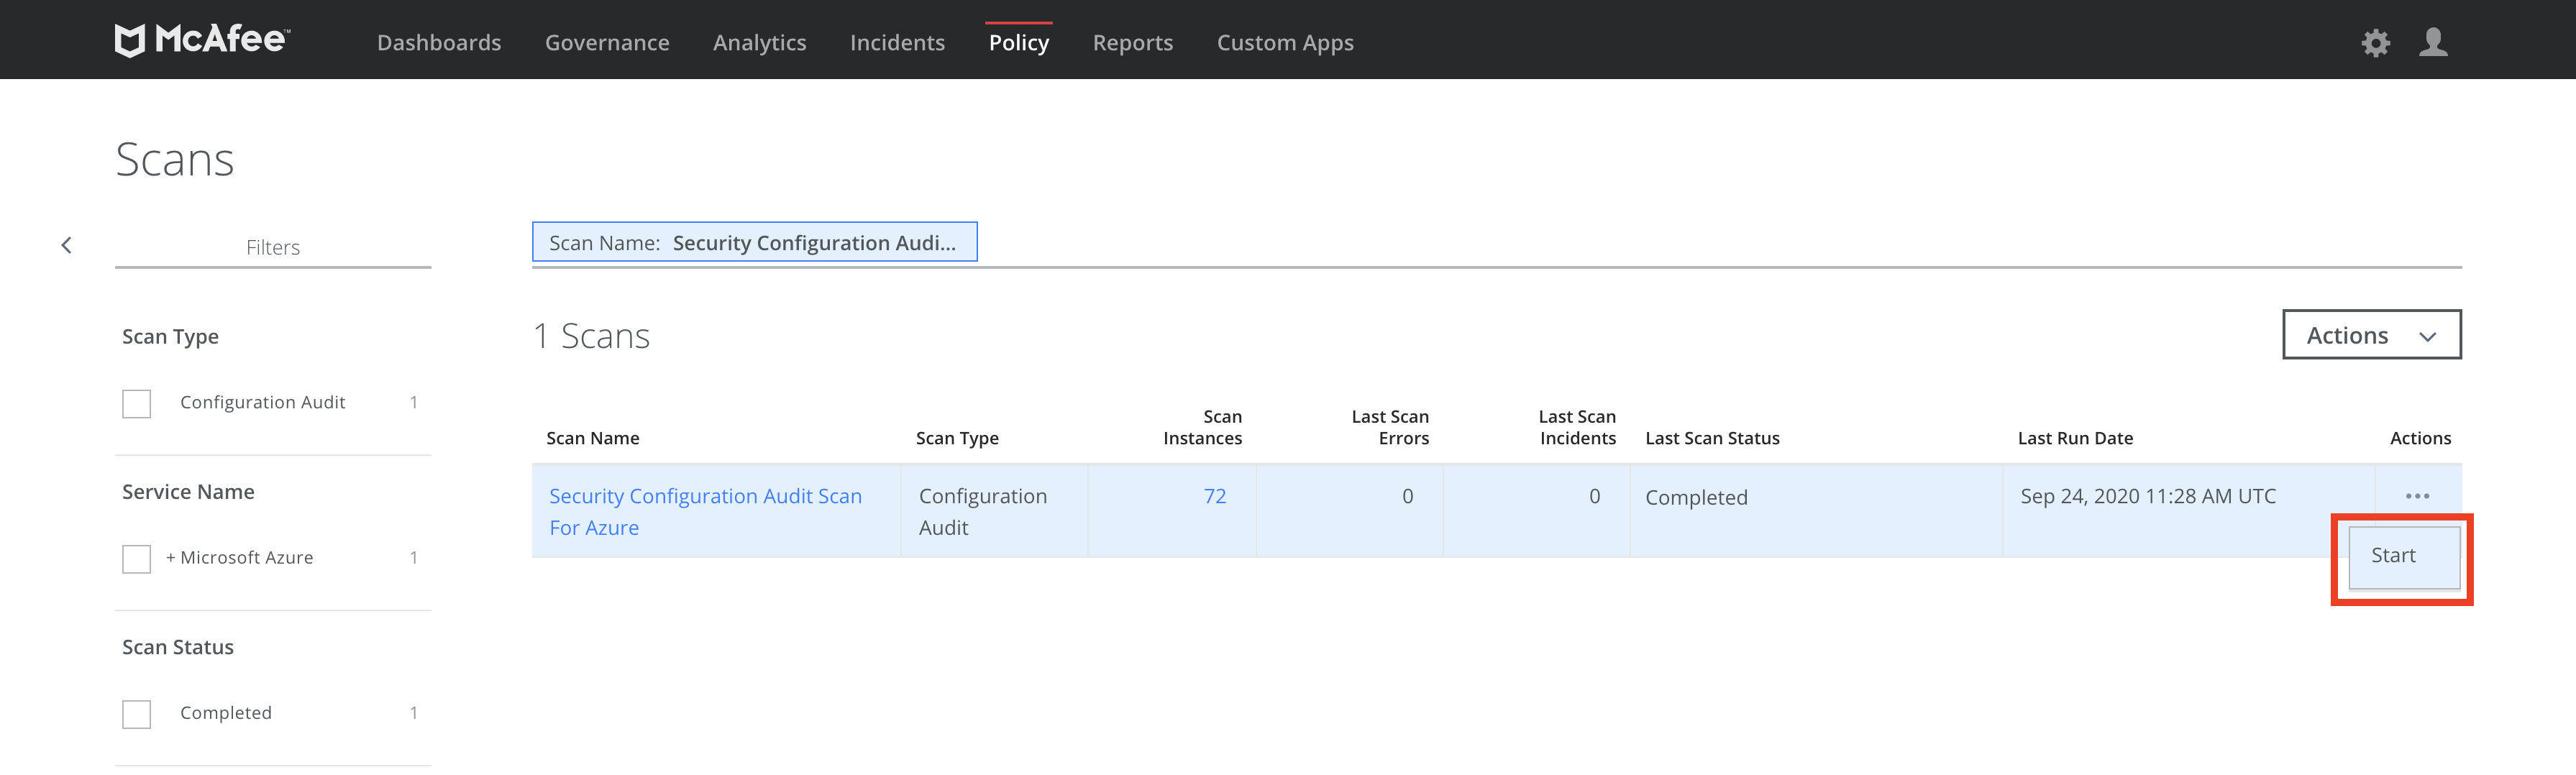 McAfee™ Dashboards Governance Analytics Incidents Policy Reports Custom Apps
Scans
Filters
Scan Name: Security Configuration Audi...
Scan Type
Configuration Audit 1
Service Name
+ Microsoft Azure 1
Scan Status
Completed 1
1 Scans
Actions
Scan Name Scan Type Scan Instances Last Scan Errors Last Scan Incidents Last Scan Status Last Run Date Actions
Security Configuration Audit Scan For Azure Configuration Audit 72 0 0 Completed Sep 24, 2020 11:28 AM UTC ...
Start